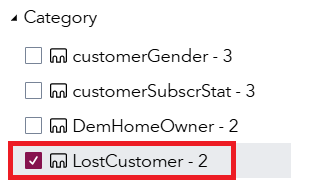 Category
customerGender - 3
customerSubscrStat - 3
DemHomeOwner - 2
LostCustomer - 2